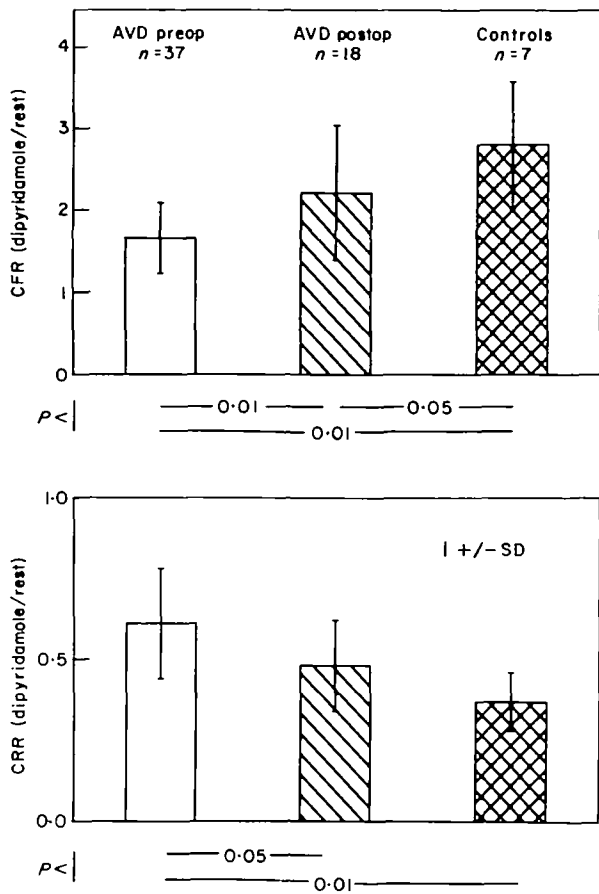 AVD preop AVD postop Controls
n=37 n=18 n=7
4
3
2
1
0
CFR (dipyridamole/rest)
P< 0·01 0·05
0·01
1·0
0·5
0·0
CRR (dipyridamole/rest)
I +/- SD
P< 0·05
0·01